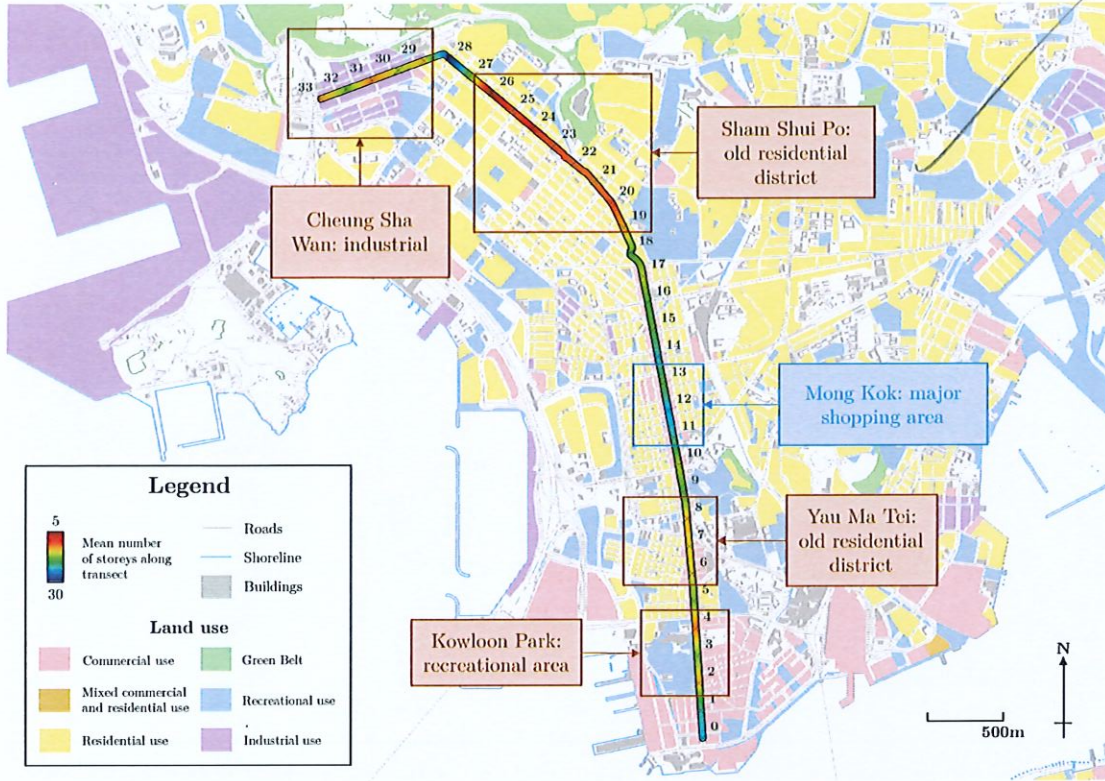 33
32
31
30
29
28
27
26
25
24
23
22
21
20
19
18
17
16
15
14
13
12
11
10
9
8
7
6
5
4
3
2
1
0
Sham Shui Po:
old residential
district
Cheung Sha
Wan: industrial
Mong Kok: major
shopping area
Yau Ma Tei:
old residential
district
Kowloon Park:
recreational area
Legend
5
Mean number
of storeys along
transect
30
Roads
Shoreline
Buildings
Land use
Commercial use
Green Belt
Mixed commercial
and residential use
Recreational use
Residential use
Industrial use
N
500m